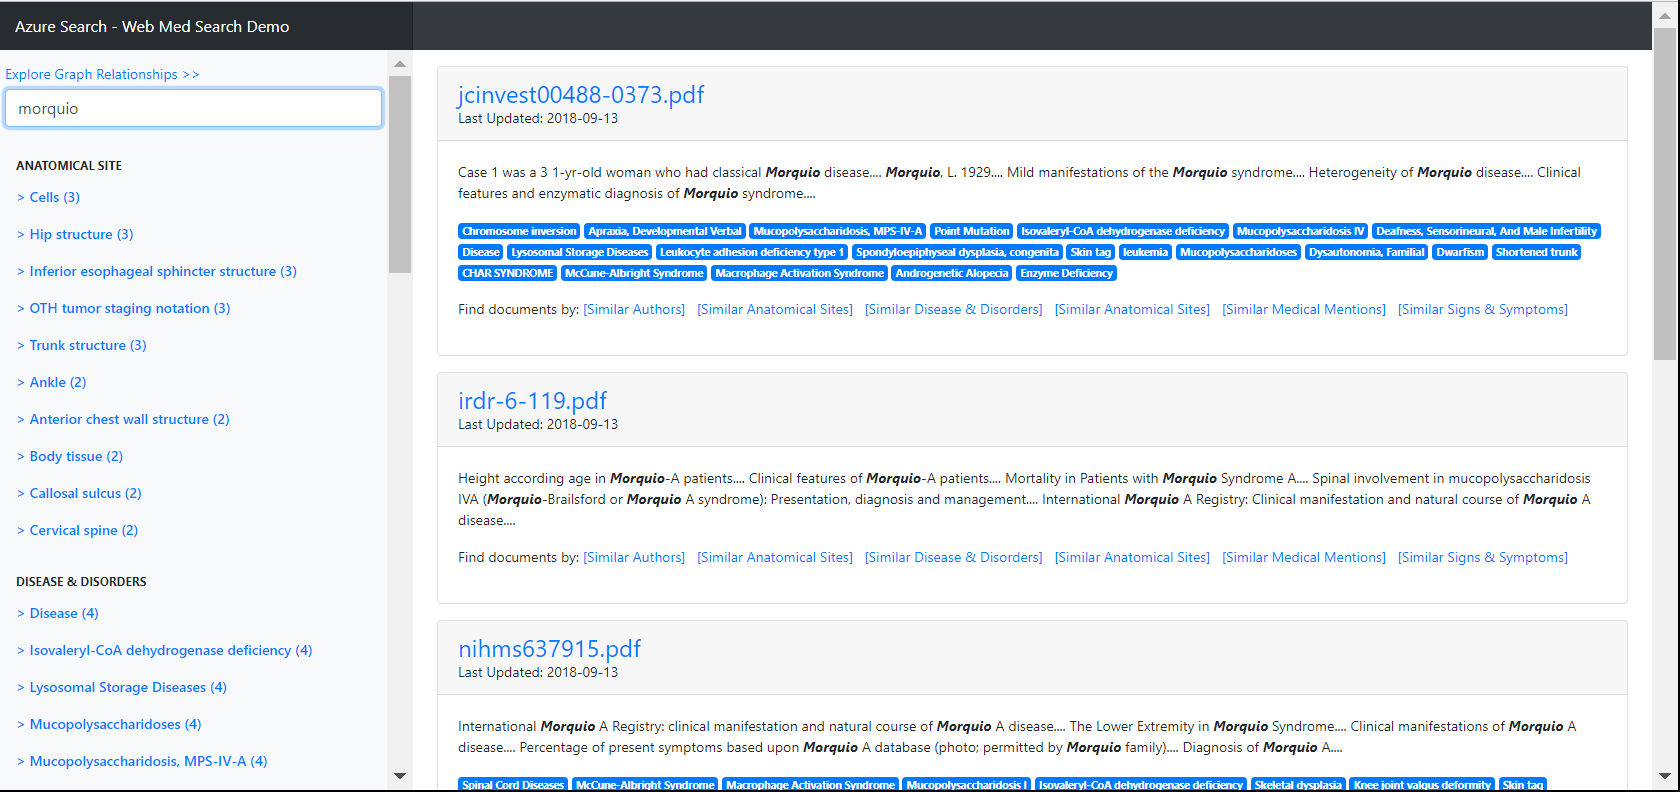 Azure Search - Web Med Search Demo
Explore Graph Relationships >>
morquio
ANATOMICAL SITE
> Cells (3)
> Hip structure (3)
> Inferior esophageal sphincter structure (3)
> OTH tumor staging notation (3)
> Trunk structure (3)
> Ankle (2)
> Anterior chest wall structure (2)
> Body tissue (2)
> Callosal sulcus (2)
> Cervical spine (2)
DISEASE & DISORDERS
> Disease (4)
> Isovaleryl-CoA dehydrogenase deficiency (4)
> Lysosomal Storage Diseases (4)
> Mucopolysaccharidoses (4)
> Mucopolysaccharidosis, MPS-IV-A (4)
jcinvest00488-0373.pdf
Last Updated: 2018-09-13
Case 1 was a 3 1-yr-old woman who had classical Morquio disease.... Morquio, L. 1929.... Mild manifestations of the Morquio syndrome.... Heterogeneity of Morquio disease.... Clinical
features and enzymatic diagnosis of Morquio syndrome....
Chromosome inversion Apraxia, Developmental Verbal Mucopolysaccharidosis, MPS-IV-A Point Mutation Isovaleryl-CoA dehydrogenase deficiency Mucopolysaccharidosis IV Deafness, Sensorineural, And Male Infertility
Disease Lysosomal Storage Diseases Leukocyte adhesion deficiency type 1 Spondyloepiphyseal dysplasia, congenita Skin tag leukemia Mucopolysaccharidoses Dysautonomia, Familial Dwarfism Shortened trunk
CHAR SYNDROME McCune-Albright Syndrome Macrophage Activation Syndrome Androgenetic Alopecia Enzyme Deficiency
Find documents by: [Similar Authors] [Similar Anatomical Sites] [Similar Disease & Disorders] [Similar Anatomical Sites] [Similar Medical Mentions] [Similar Signs & Symptoms]
irdr-6-119.pdf
Last Updated: 2018-09-13
Height according age in Morquio-A patients.... Clinical features of Morquio-A patients.... Mortality in Patients with Morquio Syndrome A.... Spinal involvement in mucopolysaccharidosis
IVA (Morquio-Brailsford or Morquio A syndrome): Presentation, diagnosis and management.... International Morquio A Registry: Clinical manifestation and natural course of Morquio A
disease....
Find documents by: [Similar Authors] [Similar Anatomical Sites] [Similar Disease & Disorders] [Similar Anatomical Sites] [Similar Medical Mentions] [Similar Signs & Symptoms]
nihms637915.pdf
Last Updated: 2018-09-13
International Morquio A Registry: clinical manifestation and natural course of Morquio A disease.... The Lower Extremity in Morquio Syndrome.... Clinical manifestations of Morquio A
disease.... Percentage of present symptoms based upon Morquio A database (photo; permitted by Morquio family).... Diagnosis of Morquio A....
Spinal Cord Diseases McCune-Albright Syndrome Macrophage Activation Syndrome Mucopolysaccharidosis I Isovaleryl-CoA dehydrogenase deficiency Skeletal dysplasia Knee joint valgus deformity Skin tag